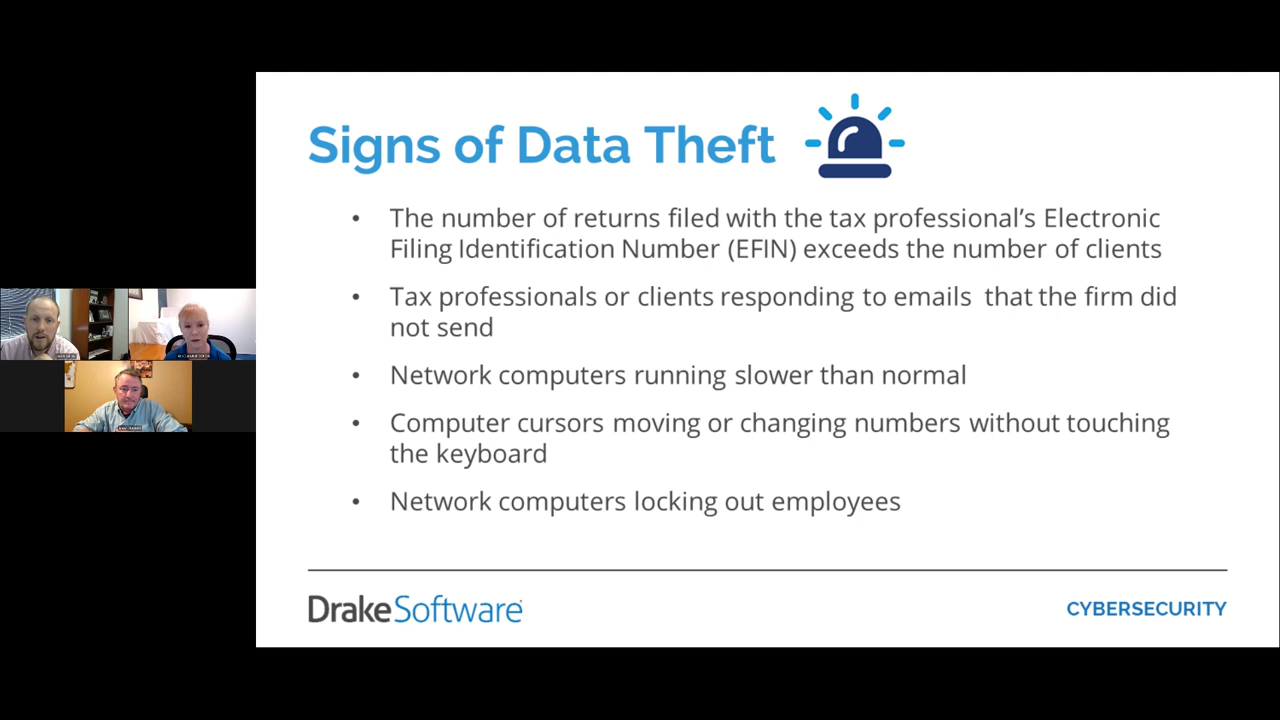 Signs of Data Theft
• The number of returns filed with the tax professional’s Electronic
Filing Identification Number (EFIN) exceeds the number of clients
• Tax professionals or clients responding to emails  that the firm did
not send
• Network computers running slower than normal
• Computer cursors moving or changing numbers without touching
the keyboard
• Network computers locking out employees
DrakeSoftware
CYBERSECURITY